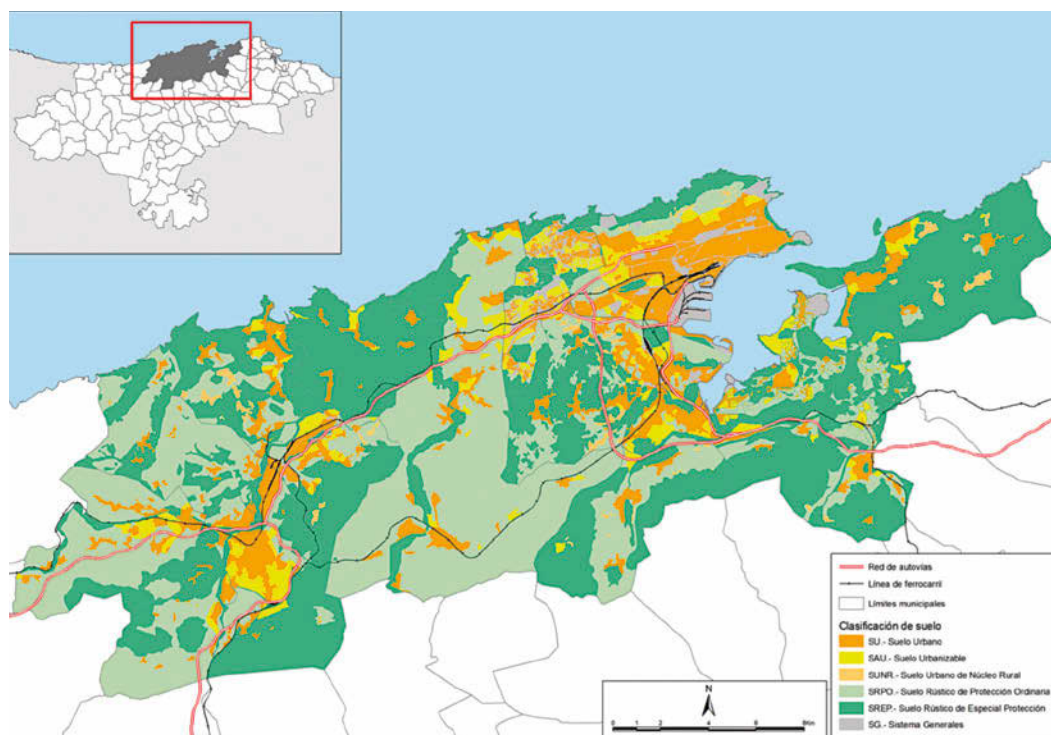 Red de autovías
Línea de ferrocarril
Límites municipales
Clasificación de suelo
SU.- Suelo Urbano
SAU.- Suelo Urbanizable
SUNR.- Suelo Urbano de Núcleo Rural
SRPO.- Suelo Rústico de Protección Ordinaria
SREP.- Suelo Rústico de Especial Protección
SG.- Sistema Generales
N
0 1 2 4 6 8 Km